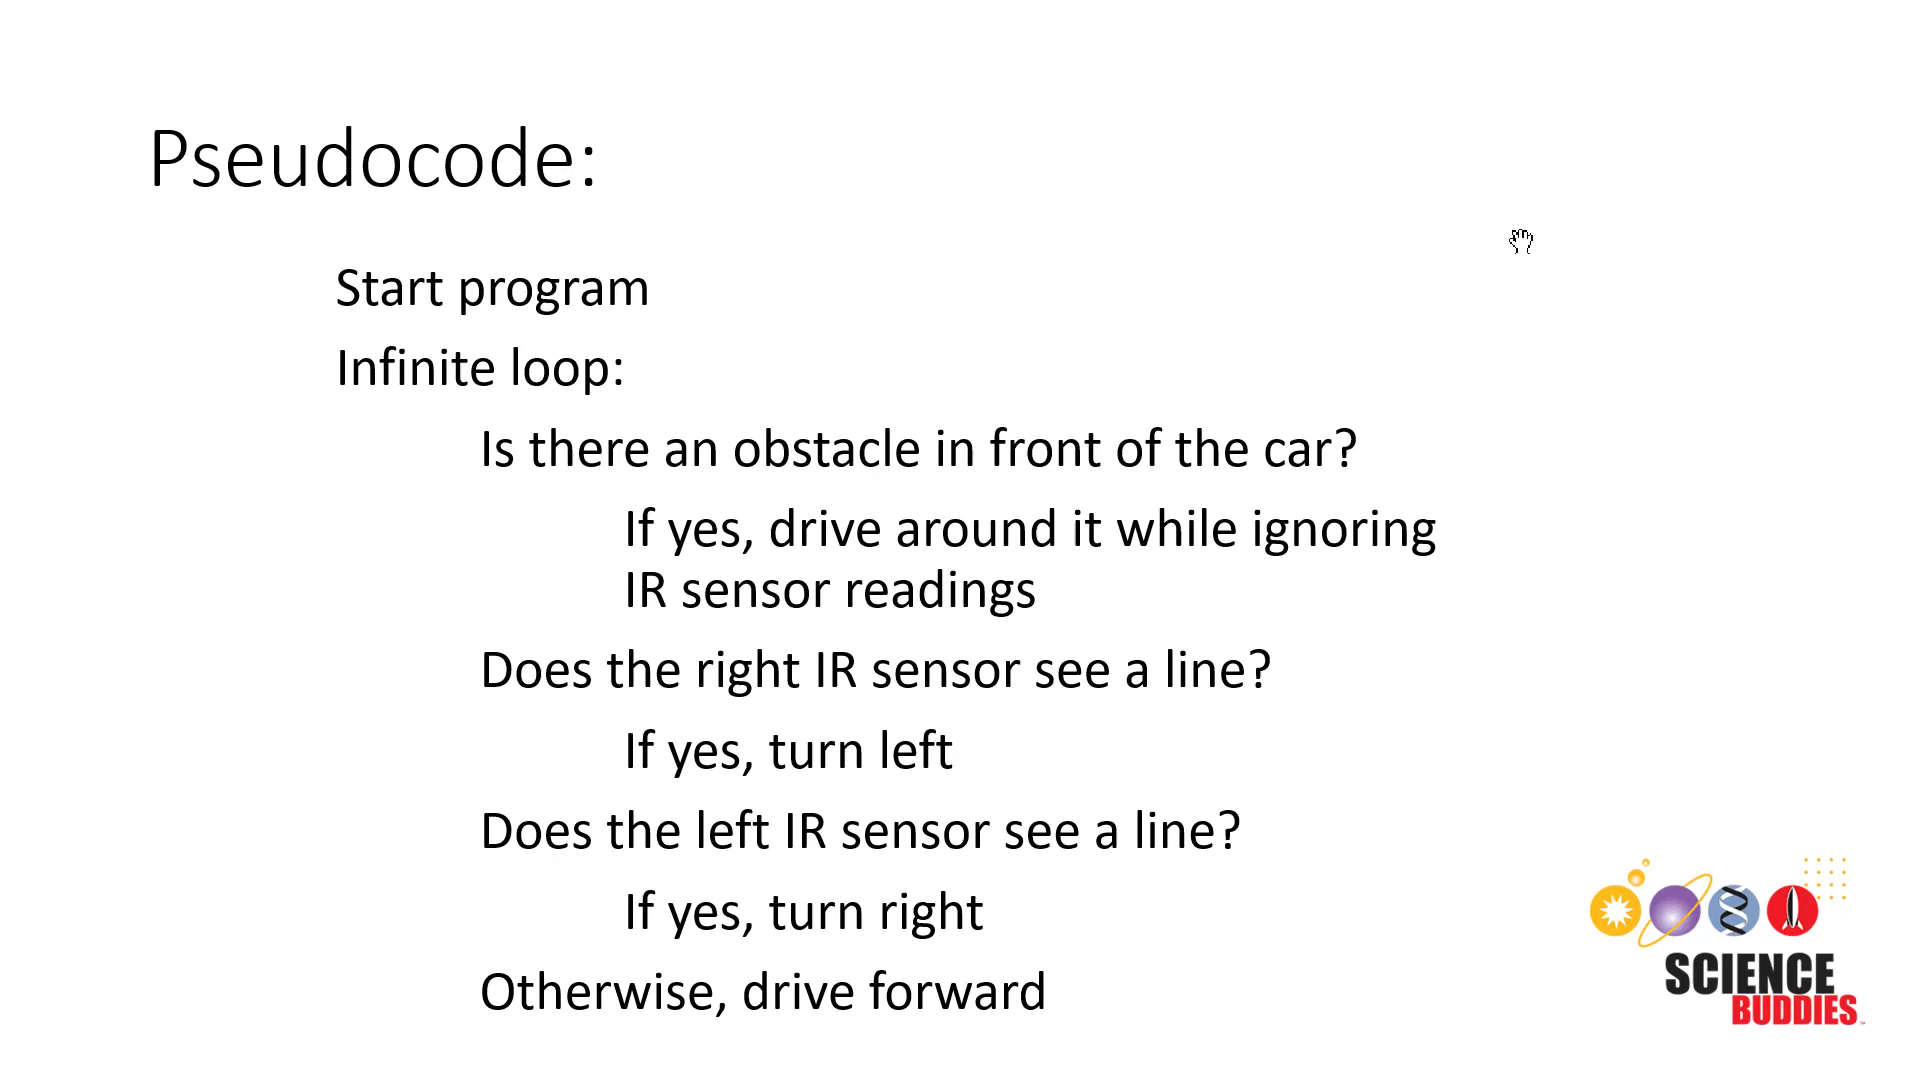 Pseudocode:
Start program
Infinite loop:
Is there an obstacle in front of the car?
If yes, drive around it while ignoring
IR sensor readings
Does the right IR sensor see a line?
If yes, turn left
Does the left IR sensor see a line?
If yes, turn right
Otherwise, drive forward
SCIENCE
BUDDIES